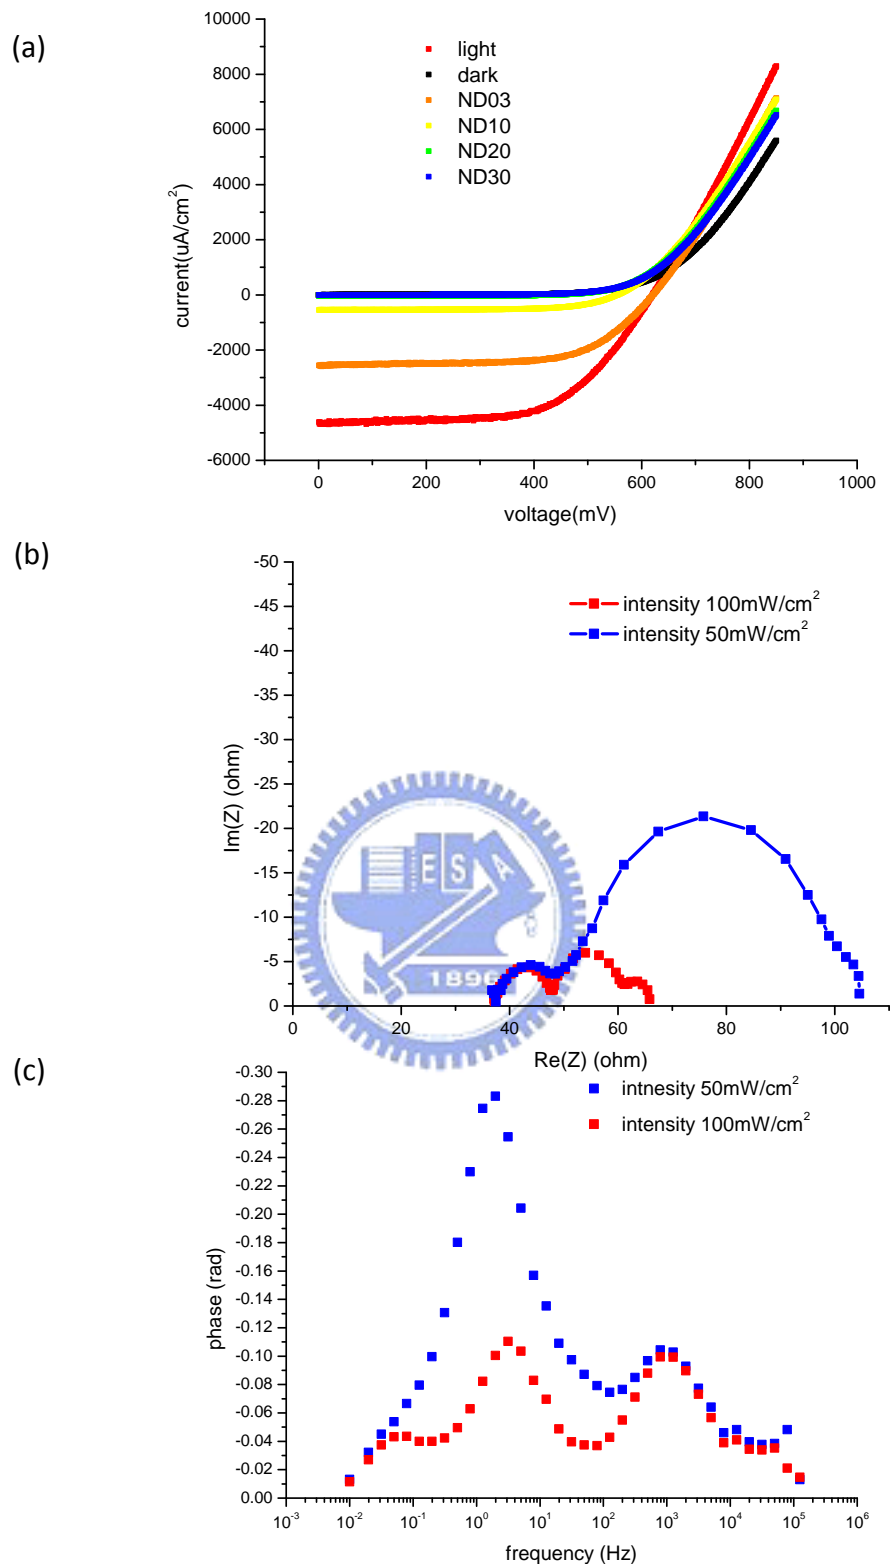 (a)
10000
8000
6000
4000
2000
0
-2000
-4000
-6000
current(uA/cm²)
light
dark
ND03
ND10
ND20
ND30
0 200 400 600 800 1000
voltage(mV)
(b)
-50
-45
-40
-35
-30
-25
-20
-15
-10
-5
0
Im(Z) (ohm)
intensity 100mW/cm²
intensity 50mW/cm²
E S A
1896
0 20 40 60 80 100
Re(Z) (ohm)
(c)
-0.30
-0.28
-0.26
-0.24
-0.22
-0.20
-0.18
-0.16
-0.14
-0.12
-0.10
-0.08
-0.06
-0.04
-0.02
0.00
phase (rad)
intnesity 50mW/cm²
intensity 100mW/cm²
10⁻³ 10⁻² 10⁻¹ 10⁰ 10¹ 10² 10³ 10⁴ 10⁵ 10⁶
frequency (Hz)